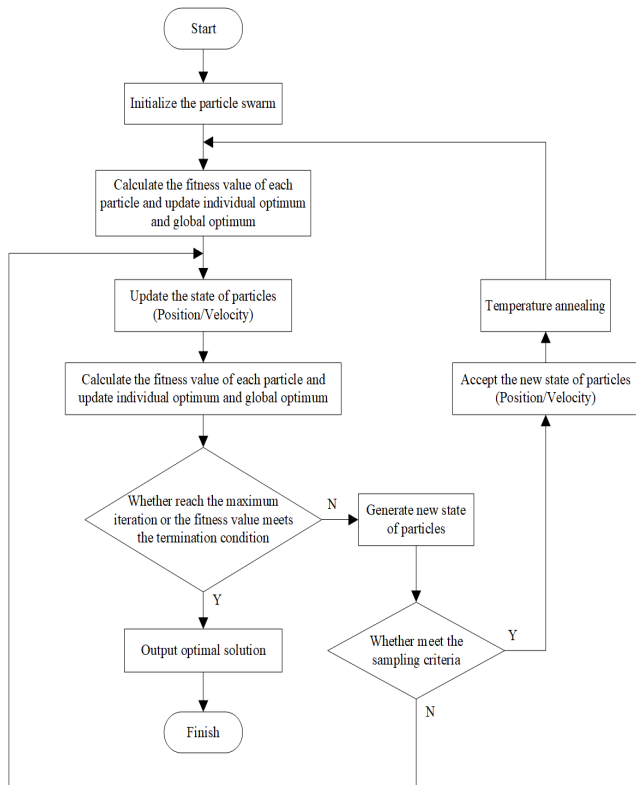 Start
Initialize the particle swarm
Calculate the fitness value of each
particle and update individual optimum
and global optimum
Update the state of particles
(Position/Velocity)
Calculate the fitness value of each particle and
update individual optimum and global optimum
Whether reach the maximum
iteration or the fitness value meets
the termination condition
N
Y
Output optimal solution
Finish
Generate new state
of particles
Whether meet the
sampling criteria
Y
N
Accept the new state of particles
(Position/Velocity)
Temperature annealing